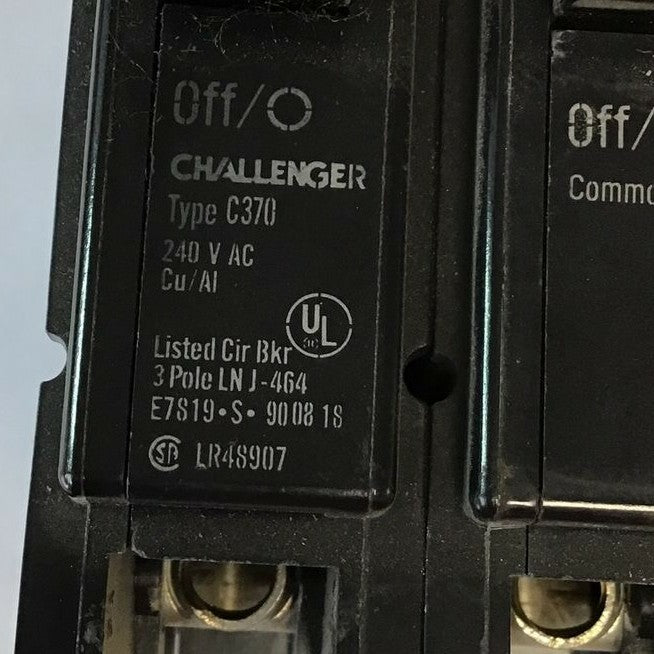 Off/O
CHALLENGER
Type C370
240 V AC
Cu/Al
UL
Listed Cir Bkr
3 Pole LN J-464
E7819•S• 90 08 18
SA LR48907
Off/
Commo